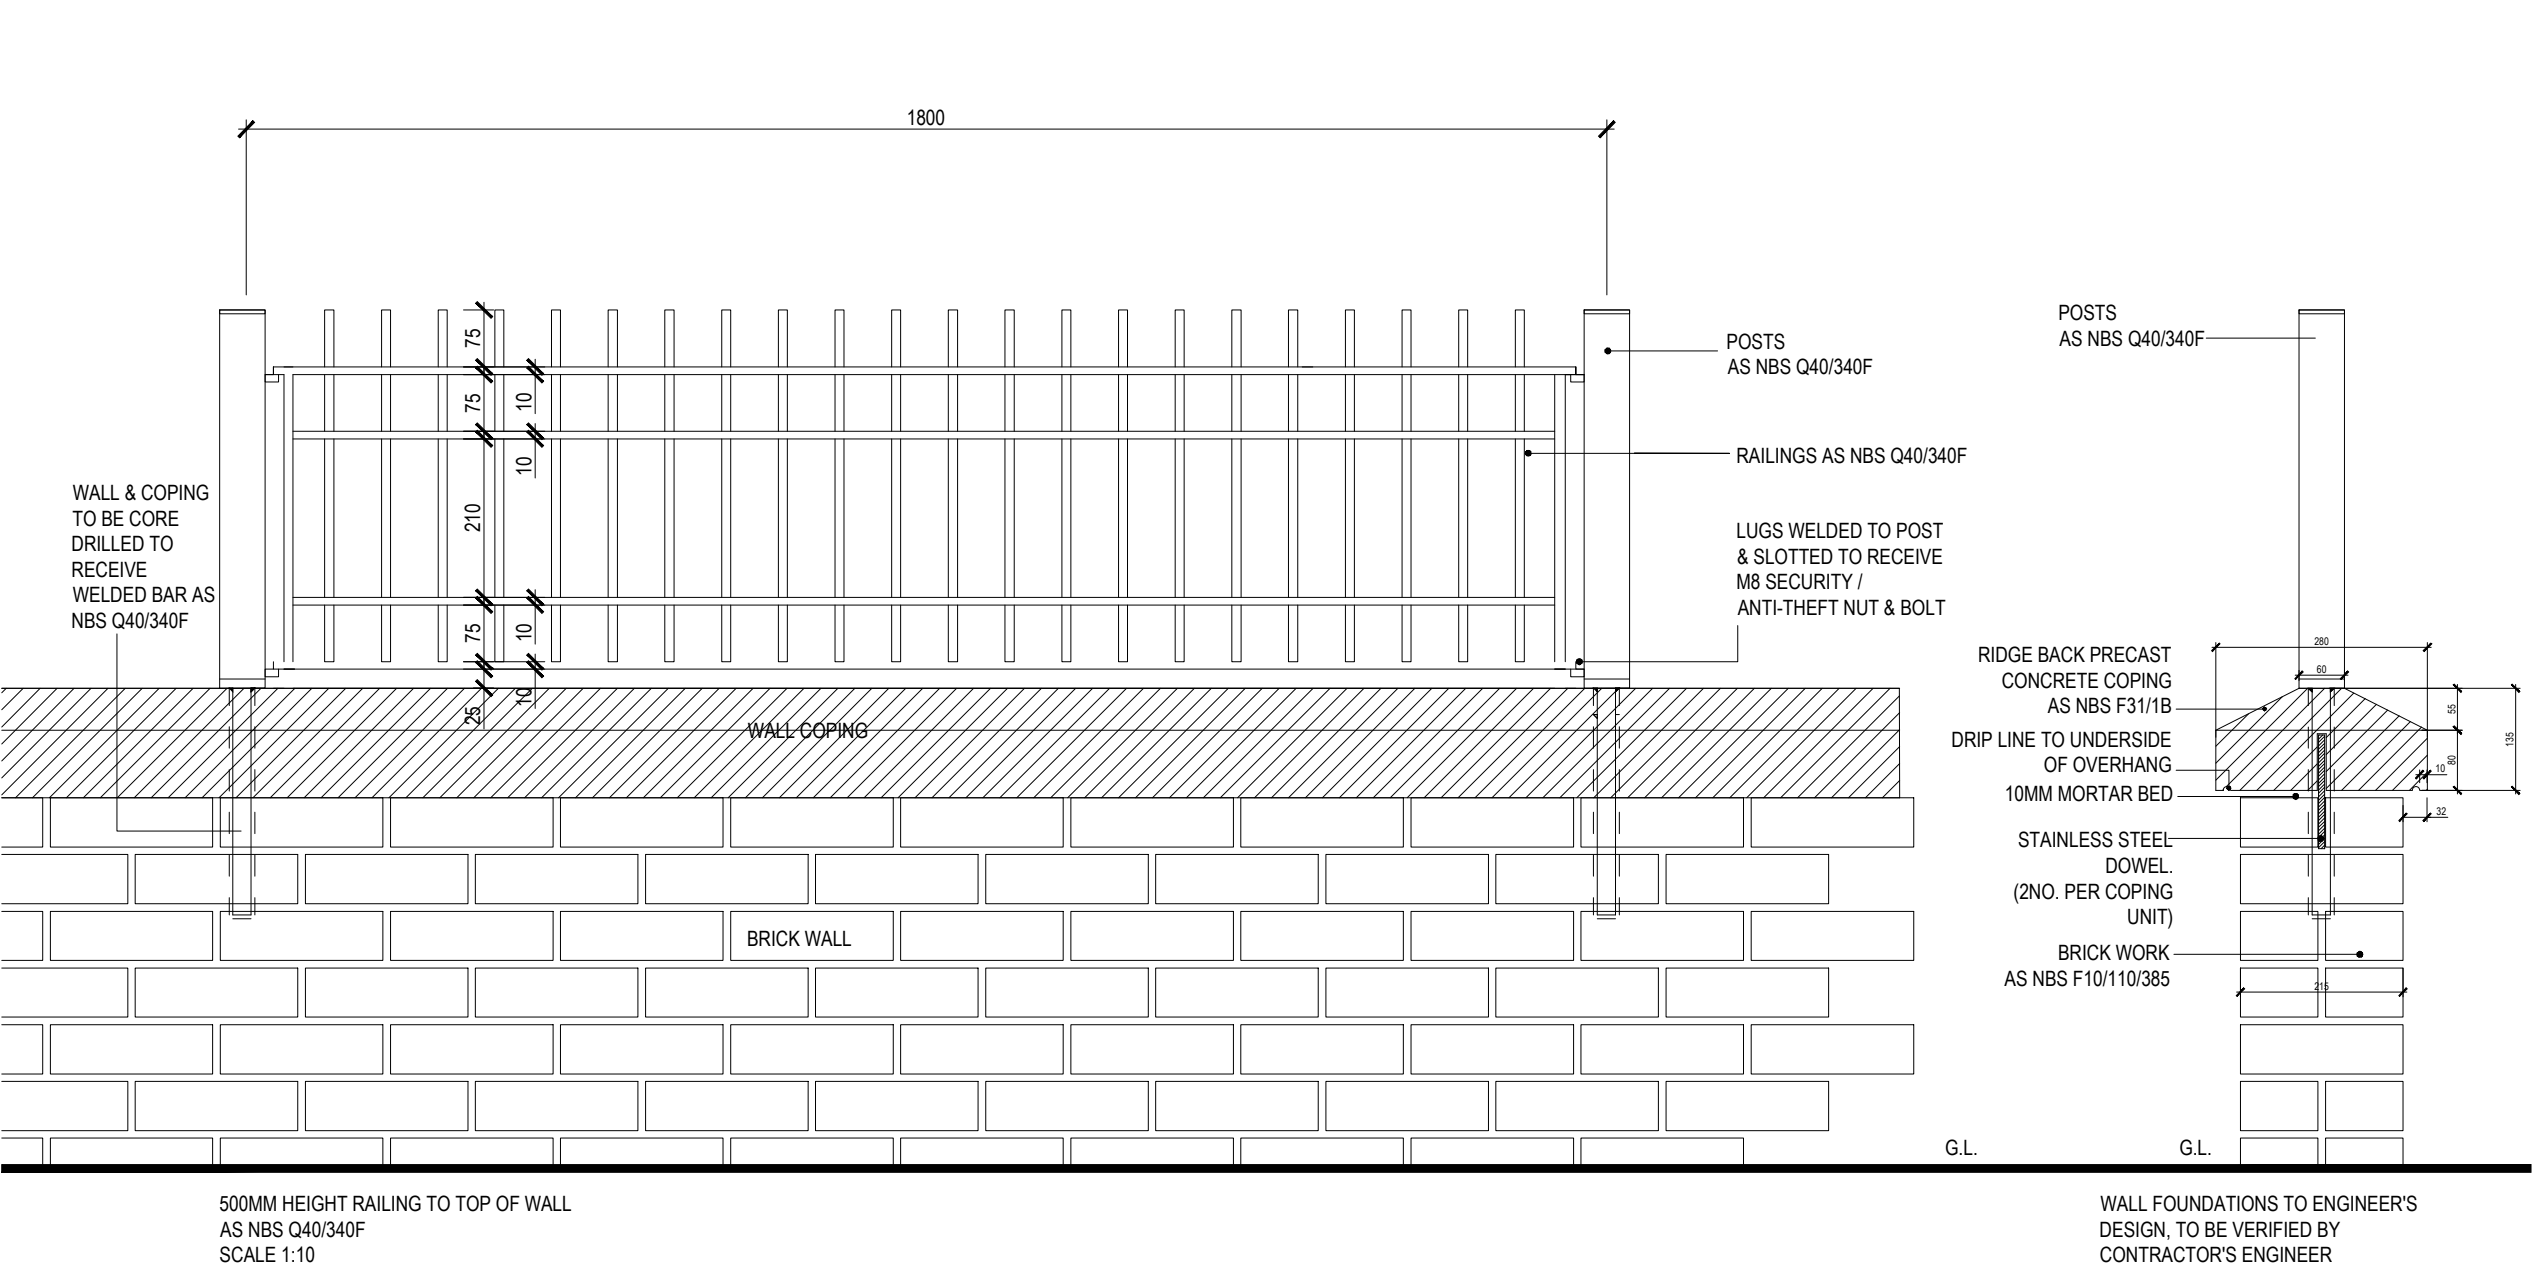 1800
75
75
10
10
210
75
10
10
25
POSTS
AS NBS Q40/340F
RAILINGS AS NBS Q40/340F
WALL & COPING
TO BE CORE
DRILLED TO
RECEIVE
WELDED BAR AS
NBS Q40/340F
LUGS WELDED TO POST
& SLOTTED TO RECEIVE
M8 SECURITY /
ANTI-THEFT NUT & BOLT
WALL COPING
BRICK WALL
G.L.
500MM HEIGHT RAILING TO TOP OF WALL
AS NBS Q40/340F
SCALE 1:10
POSTS
AS NBS Q40/340F
280
60
RIDGE BACK PRECAST
CONCRETE COPING
AS NBS F31/1B
55
135
80
10
32
DRIP LINE TO UNDERSIDE
OF OVERHANG
10MM MORTAR BED
STAINLESS STEEL
DOWEL.
(2NO. PER COPING
UNIT)
BRICK WORK
AS NBS F10/110/385
215
G.L.
WALL FOUNDATIONS TO ENGINEER'S
DESIGN, TO BE VERIFIED BY
CONTRACTOR'S ENGINEER